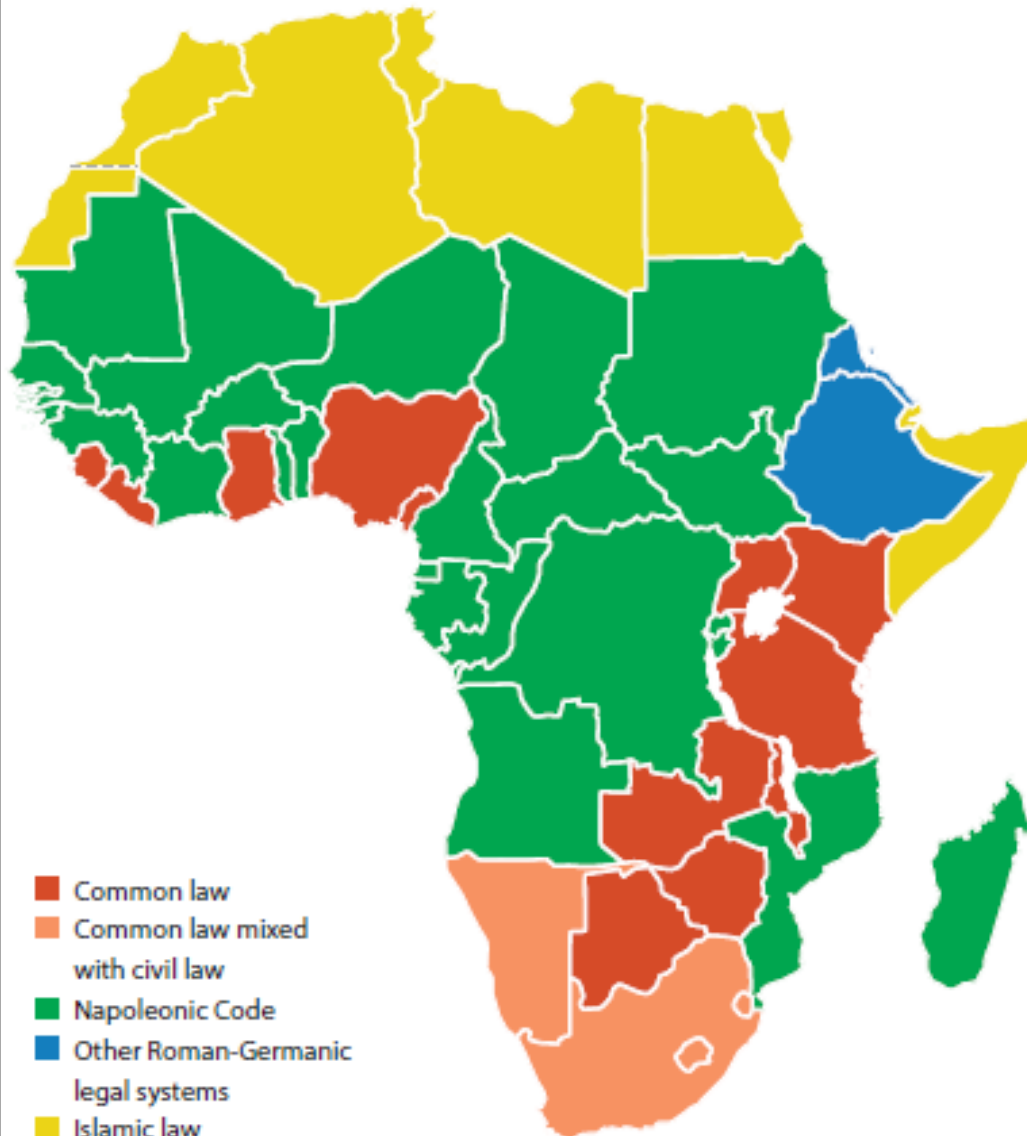 Common law
Common law mixed
with civil law
Napoleonic Code
Other Roman-Germanic
legal systems
Islamic law